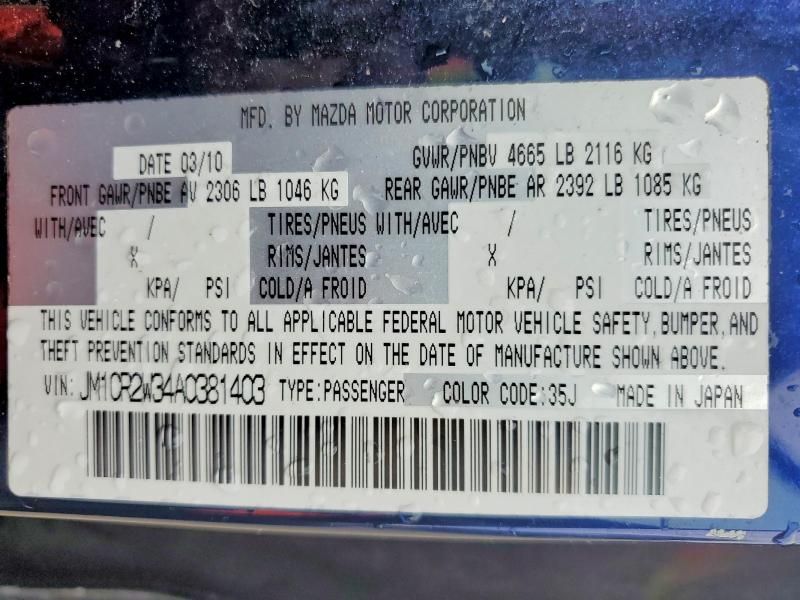 MFD. BY MAZDA MOTOR CORPORATION
DATE 03/10 GVWR/PNBV 4665 LB 2116 KG
FRONT GAWR/PNBE AV 2306 LB 1046 KG REAR GAWR/PNBE AR 2392 LB 1085 KG
WITH/AVEC / TIRES/PNEUS WITH/AVEC / TIRES/PNEUS
X RIMS/JANTES X RIMS/JANTES
KPA/ PSI COLD/A FROID KPA/ PSI COLD/A FROID
THIS VEHICLE CONFORMS TO ALL APPLICABLE FEDERAL MOTOR VEHICLE SAFETY, BUMPER, AND
THEFT PREVENTION STANDARDS IN EFFECT ON THE DATE OF MANUFACTURE SHOWN ABOVE.
VIN: JM1CR2W34A0381403 TYPE:PASSENGER COLOR CODE:35J MADE IN JAPAN